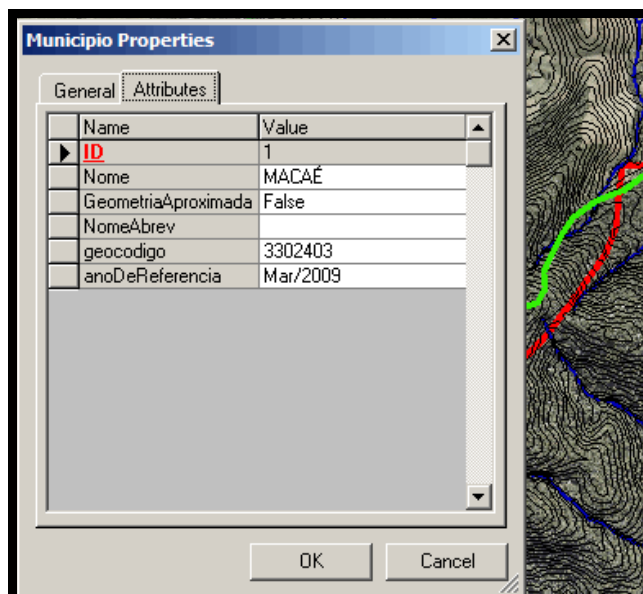 Municipio Properties
General Attributes
Name Value
ID 1
Nome MACAÉ
GeometriaAproximada False
NomeAbrev
geocodigo 3302403
anoDeReferencia Mar/2009
OK Cancel